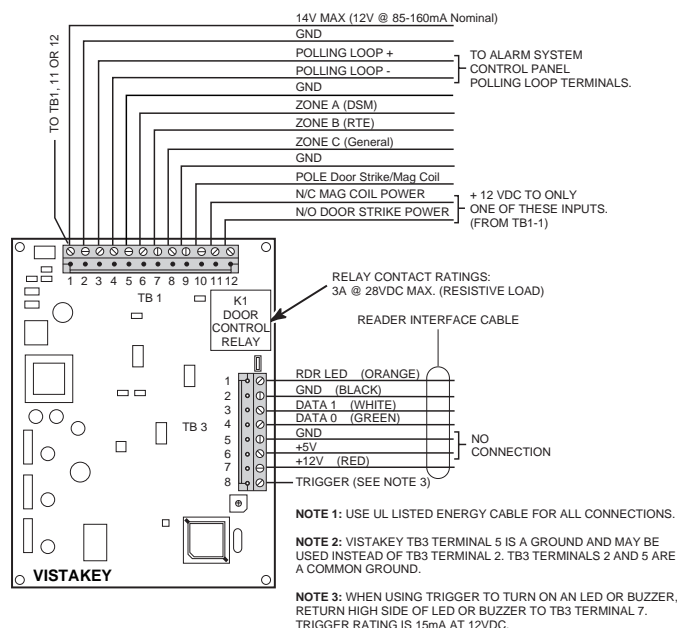 14V MAX (12V @ 85-160mA Nominal)
GND
POLLING LOOP +
POLLING LOOP -
TO ALARM SYSTEM
CONTROL PANEL
POLLING LOOP TERMINALS.
GND
ZONE A (DSM)
ZONE B (RTE)
ZONE C (General)
GND
POLE Door Strike/Mag Coil
N/C MAG COIL POWER
N/O DOOR STRIKE POWER
+ 12 VDC TO ONLY
ONE OF THESE INPUTS.
(FROM TB1-1)
TO TB1, 11 OR 12
1 2 3 4 5 6 7 8 9 10 11 12
TB 1
K1
DOOR
CONTROL
RELAY
RELAY CONTACT RATINGS:
3A @ 28VDC MAX. (RESISTIVE LOAD)
READER INTERFACE CABLE
TB 3
1 RDR LED (ORANGE)
2 GND (BLACK)
3 DATA 1 (WHITE)
4 DATA 0 (GREEN)
5 GND
6 +5V
7 +12V (RED)
8 TRIGGER (SEE NOTE 3)
NO
CONNECTION
VISTAKEY
NOTE 1: USE UL LISTED ENERGY CABLE FOR ALL CONNECTIONS.
NOTE 2: VISTAKEY TB3 TERMINAL 5 IS A GROUND AND MAY BE
USED INSTEAD OF TB3 TERMINAL 2. TB3 TERMINALS 2 AND 5 ARE
A COMMON GROUND.
NOTE 3: WHEN USING TRIGGER TO TURN ON AN LED OR BUZZER,
RETURN HIGH SIDE OF LED OR BUZZER TO TB3 TERMINAL 7.
TRIGGER RATING IS 15mA AT 12VDC.